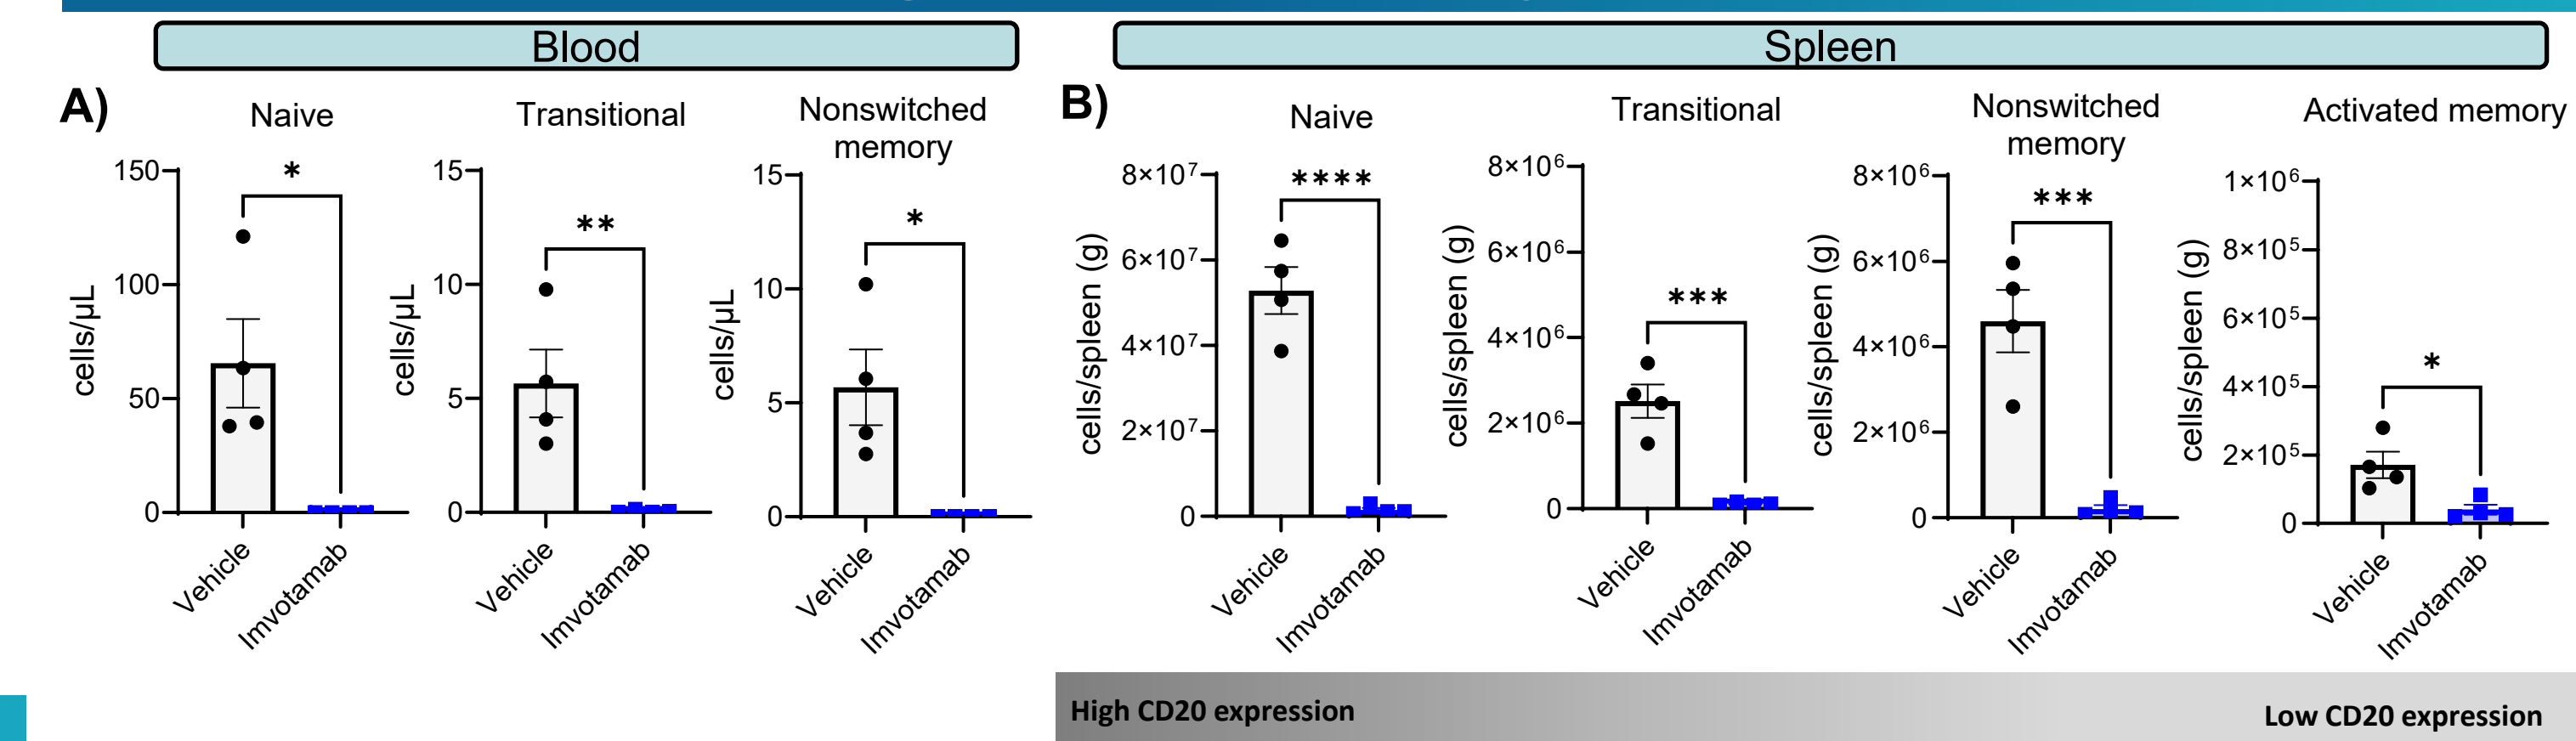 Blood
Spleen
A)
Naive
cells/µL
150
100
50
0
*
Vehicle
Imvotamab
Transitional
cells/µL
15
10
5
0
**
Vehicle
Imvotamab
Nonswitched
memory
cells/µL
15
10
5
0
*
Vehicle
Imvotamab
B)
Naive
cells/spleen (g)
8×10⁷
6×10⁷
4×10⁷
2×10⁷
0
****
Vehicle
Imvotamab
Transitional
cells/spleen (g)
8×10⁶
6×10⁶
4×10⁶
2×10⁶
0
***
Vehicle
Imvotamab
Nonswitched
memory
cells/spleen (g)
8×10⁶
6×10⁶
4×10⁶
2×10⁶
0
***
Vehicle
Imvotamab
Activated memory
cells/spleen (g)
1×10⁶
8×10⁵
6×10⁵
4×10⁵
2×10⁵
0
*
Vehicle
Imvotamab
High CD20 expression
Low CD20 expression